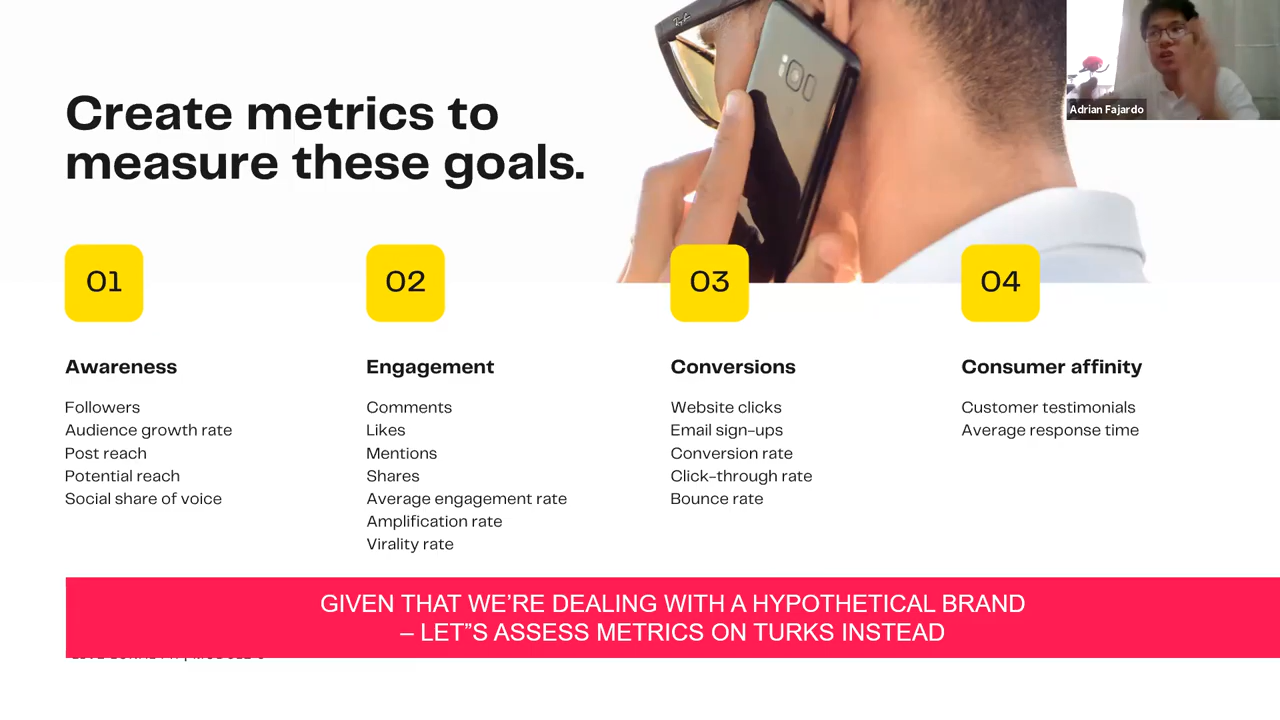 Ray-Ban
Adrian Fajardo
Create metrics to
measure these goals.
01
02
03
04
Awareness
Followers
Audience growth rate
Post reach
Potential reach
Social share of voice
Engagement
Comments
Likes
Mentions
Shares
Average engagement rate
Amplification rate
Virality rate
Conversions
Website clicks
Email sign-ups
Conversion rate
Click-through rate
Bounce rate
Consumer affinity
Customer testimonials
Average response time
GIVEN THAT WE’RE DEALING WITH A HYPOTHETICAL BRAND
– LET”S ASSESS METRICS ON TURKS INSTEAD